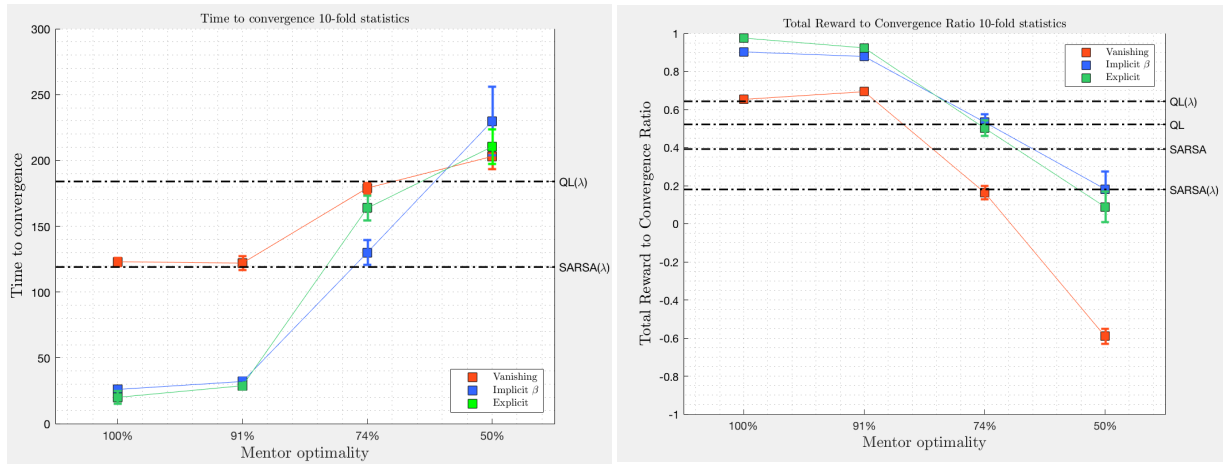 Time to convergence 10-fold statistics
300
250
200
150
100
50
0
Time to convergence
QL(λ)
SARSA(λ)
Vanishing
Implicit β
Explicit
100%
91%
74%
50%
Mentor optimality
Total Reward to Convergence Ratio 10-fold statistics
1
0.8
0.6
0.4
0.2
0
-0.2
-0.4
-0.6
-0.8
-1
Total Reward to Convergence Ratio
Vanishing
Implicit β
Explicit
QL(λ)
QL
SARSA
SARSA(λ)
100%
91%
74%
50%
Mentor optimality